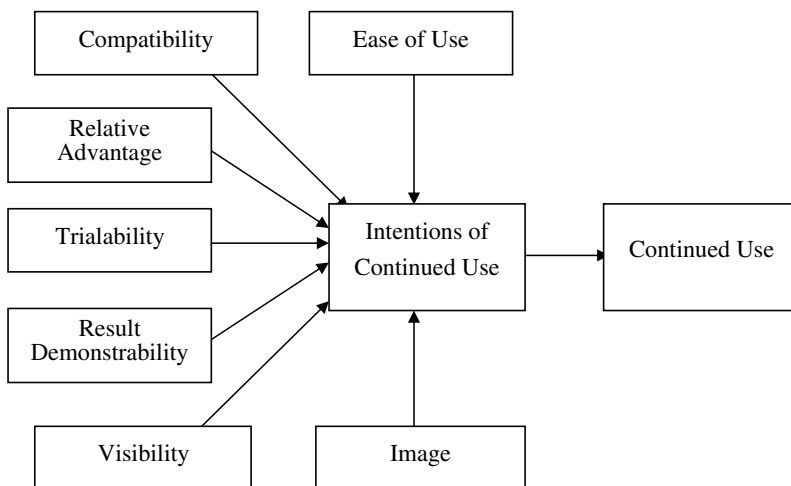 Compatibility
Ease of Use
Relative
Advantage
Trialability
Intentions of
Continued Use
Continued Use
Result
Demonstrability
Visibility
Image